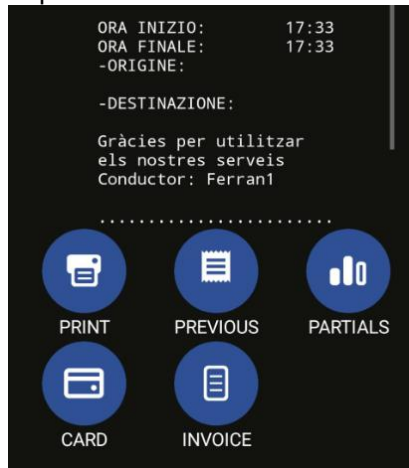 ORA INIZIO: 17:33
ORA FINALE: 17:33
-ORIGINE:
-DESTINAZIONE:
Gràcies per utilitzar
els nostres serveis
Conductor: Ferran1
........................
PRINT PREVIOUS PARTIALS
CARD INVOICE